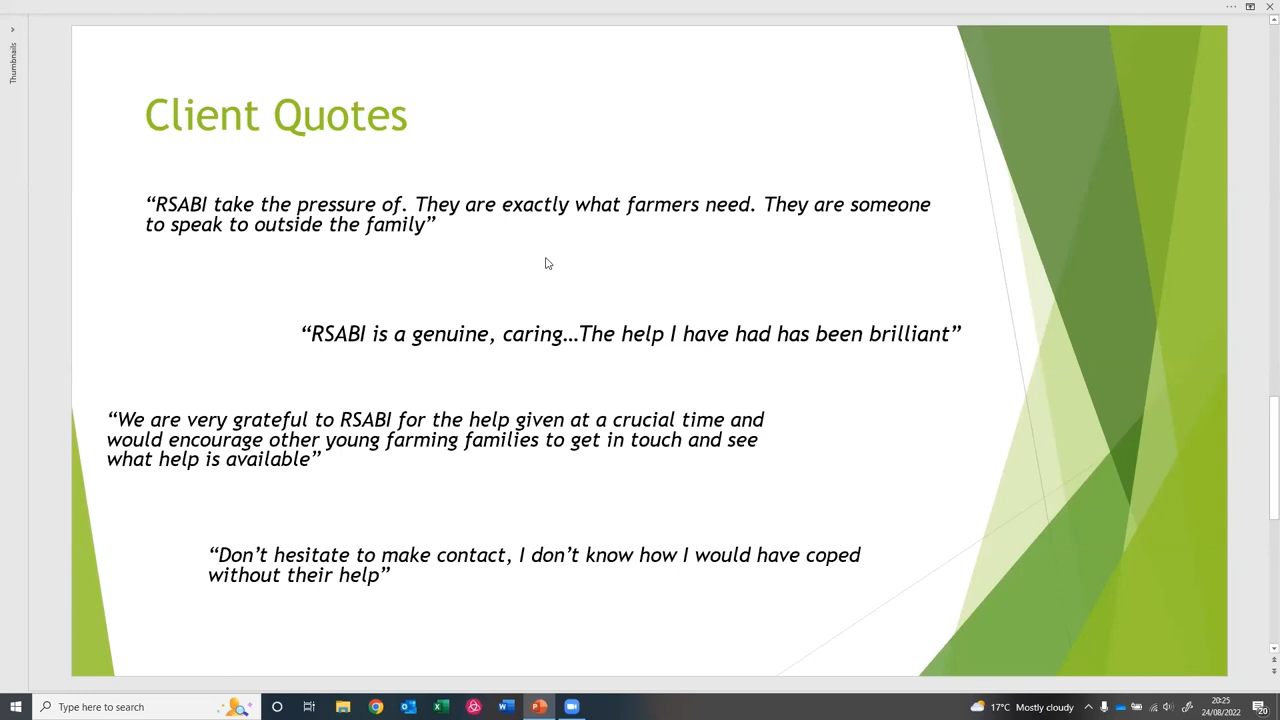 Thumbnails
Client Quotes
“RSABI take the pressure of. They are exactly what farmers need. They are someone
to speak to outside the family”
“RSABI is a genuine, caring…The help I have had has been brilliant”
“We are very grateful to RSABI for the help given at a crucial time and
would encourage other young farming families to get in touch and see
what help is available”
“Don’t hesitate to make contact, I don’t know how I would have coped
without their help”
Type here to search
17°C Mostly cloudy
20:25
24/08/2022
20